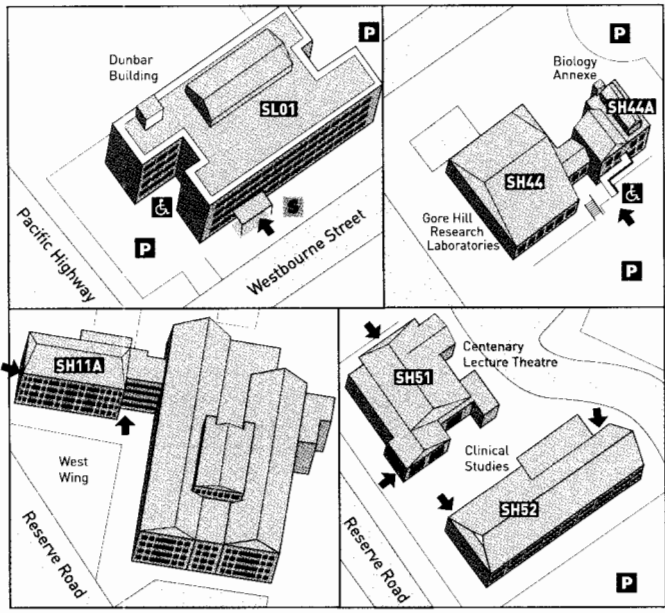 P
Dunbar
Building
SL01
P
Pacific Highway
Westbourne Street
P
Biology
Annexe
SH44A
SH44
Gore Hill
Research
Laboratories
P
SH11A
West
Wing
Reserve Road
Centenary
Lecture Theatre
SH51
Clinical
Studies
SH52
Reserve Road
P